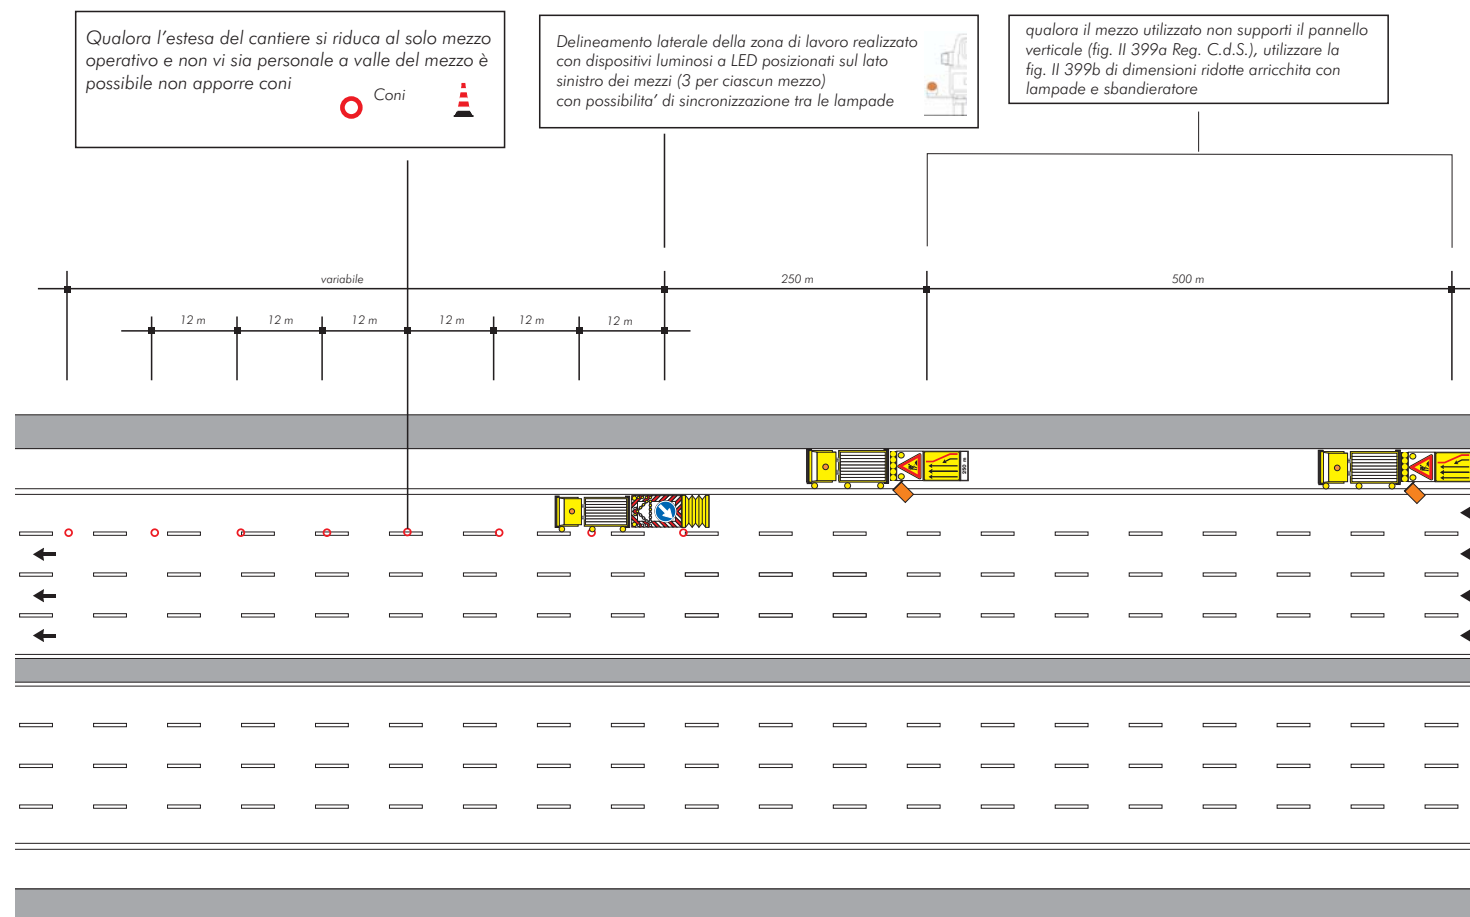 Qualora l'estesa del cantiere si riduca al solo mezzo
operativo e non vi sia personale a valle del mezzo è
possibile non apporre coni
Coni
Delineamento laterale della zona di lavoro realizzato
con dispositivi luminosi a LED posizionati sul lato
sinistro dei mezzi (3 per ciascun mezzo)
con possibilita' di sincronizzazione tra le lampade
qualora il mezzo utilizzato non supporti il pannello
verticale (fig. II 399a Reg. C.d.S.), utilizzare la
fig. II 399b di dimensioni ridotte arricchita con
lampade e sbandieratore
variabile
250 m
500 m
12 m
12 m
12 m
12 m
12 m
12 m
250 m